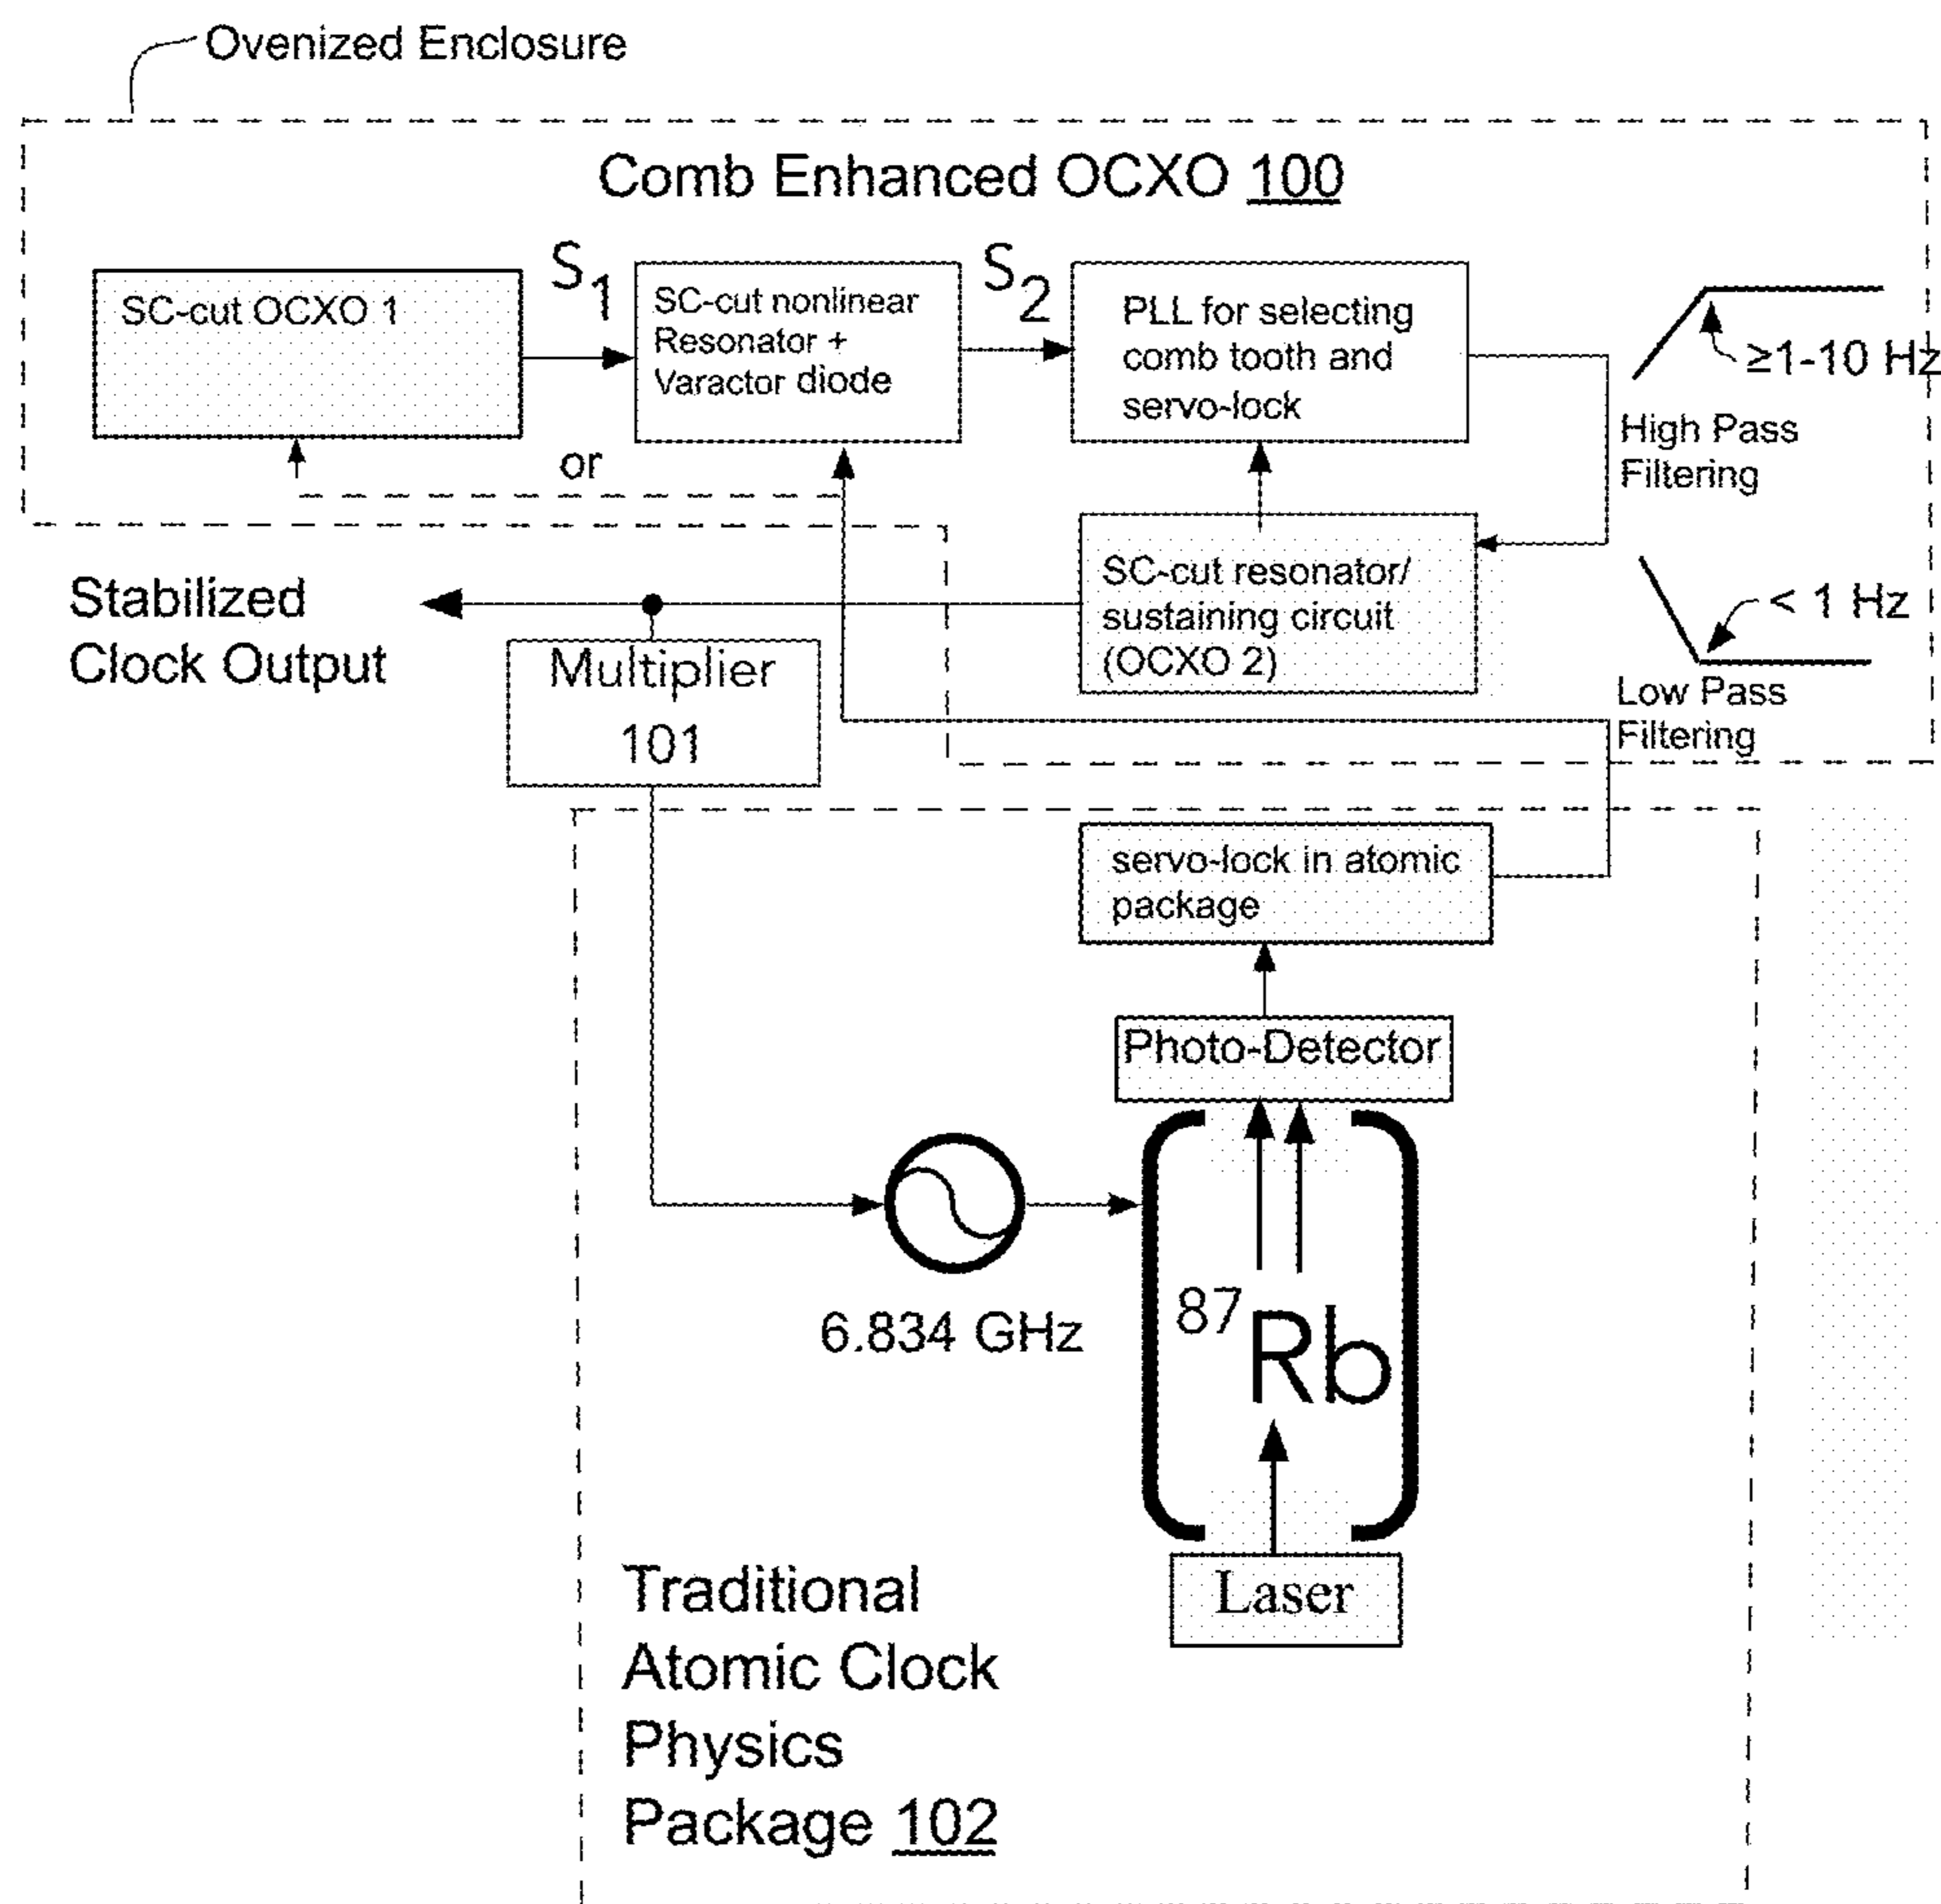 Ovenized Enclosure
Comb Enhanced OCXO 100
SC-cut OCXO 1
S1
SC-cut nonlinear
Resonator +
Varactor diode
S2
PLL for selecting
comb tooth and
servo-lock
≥1-10 Hz
High Pass
Filtering
or
SC-cut resonator/
sustaining circuit
(OCXO 2)
< 1 Hz
Low Pass
Filtering
Stabilized
Clock Output
Multiplier
101
servo-lock in atomic
package
Photo-Detector
6.834 GHz
87Rb
Laser
Traditional
Atomic Clock
Physics
Package 102